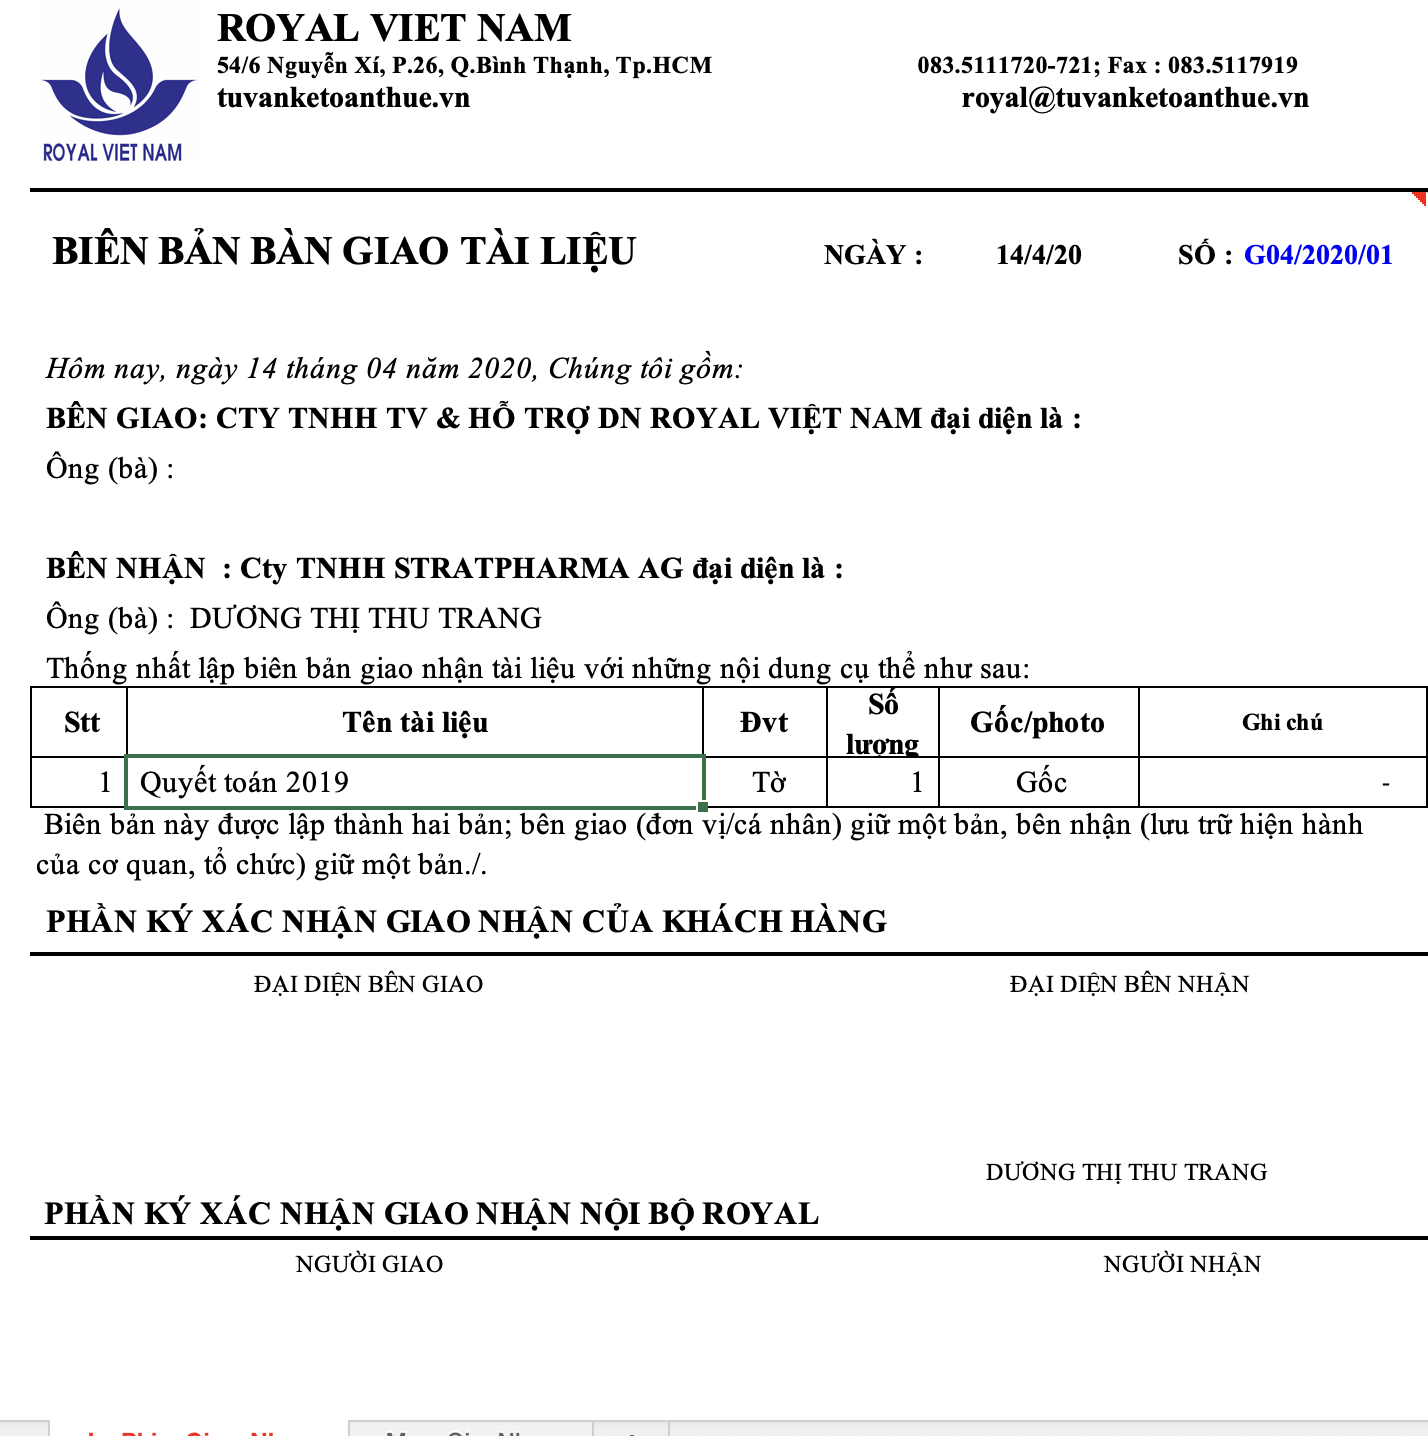 ROYAL VIET NAM
54/6 Nguyễn Xí, P.26, Q.Bình Thạnh, Tp.HCM 083.5111720-721; Fax : 083.5117919
tuvanketoanthue.vn royal@tuvanketoanthue.vn
ROYAL VIET NAM
BIÊN BẢN BÀN GIAO TÀI LIỆU NGÀY : 14/4/20 SỐ : G04/2020/01
Hôm nay, ngày 14 tháng 04 năm 2020, Chúng tôi gồm:
BÊN GIAO: CTY TNHH TV & HỖ TRỢ DN ROYAL VIỆT NAM đại diện là :
Ông (bà) :
BÊN NHẬN : Cty TNHH STRATPHARMA AG đại diện là :
Ông (bà) : DƯƠNG THỊ THU TRANG
Thống nhất lập biên bản giao nhận tài liệu với những nội dung cụ thể như sau:
Stt Tên tài liệu Đvt Số lượng Gốc/photo Ghi chú
1 Quyết toán 2019 Tờ 1 Gốc -
Biên bản này được lập thành hai bản; bên giao (đơn vị/cá nhân) giữ một bản, bên nhận (lưu trữ hiện hành
của cơ quan, tổ chức) giữ một bản./.
PHẦN KÝ XÁC NHẬN GIAO NHẬN CỦA KHÁCH HÀNG
ĐẠI DIỆN BÊN GIAO ĐẠI DIỆN BÊN NHẬN
DƯƠNG THỊ THU TRANG
PHẦN KÝ XÁC NHẬN GIAO NHẬN NỘI BỘ ROYAL
NGƯỜI GIAO NGƯỜI NHẬN